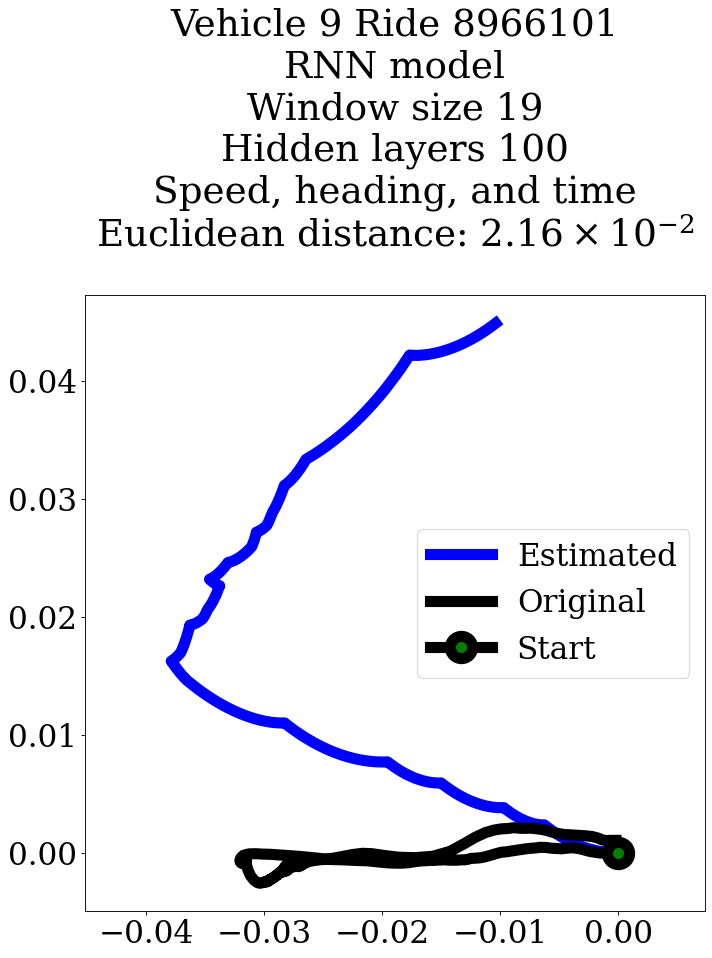 Vehicle 9 Ride 8966101
RNN model
Window size 19
Hidden layers 100
Speed, heading, and time
Euclidean distance: 2.16 × 10⁻²
0.04
0.03
0.02
0.01
0.00
Estimated
Original
Start
−0.04 −0.03 −0.02 −0.01 0.00